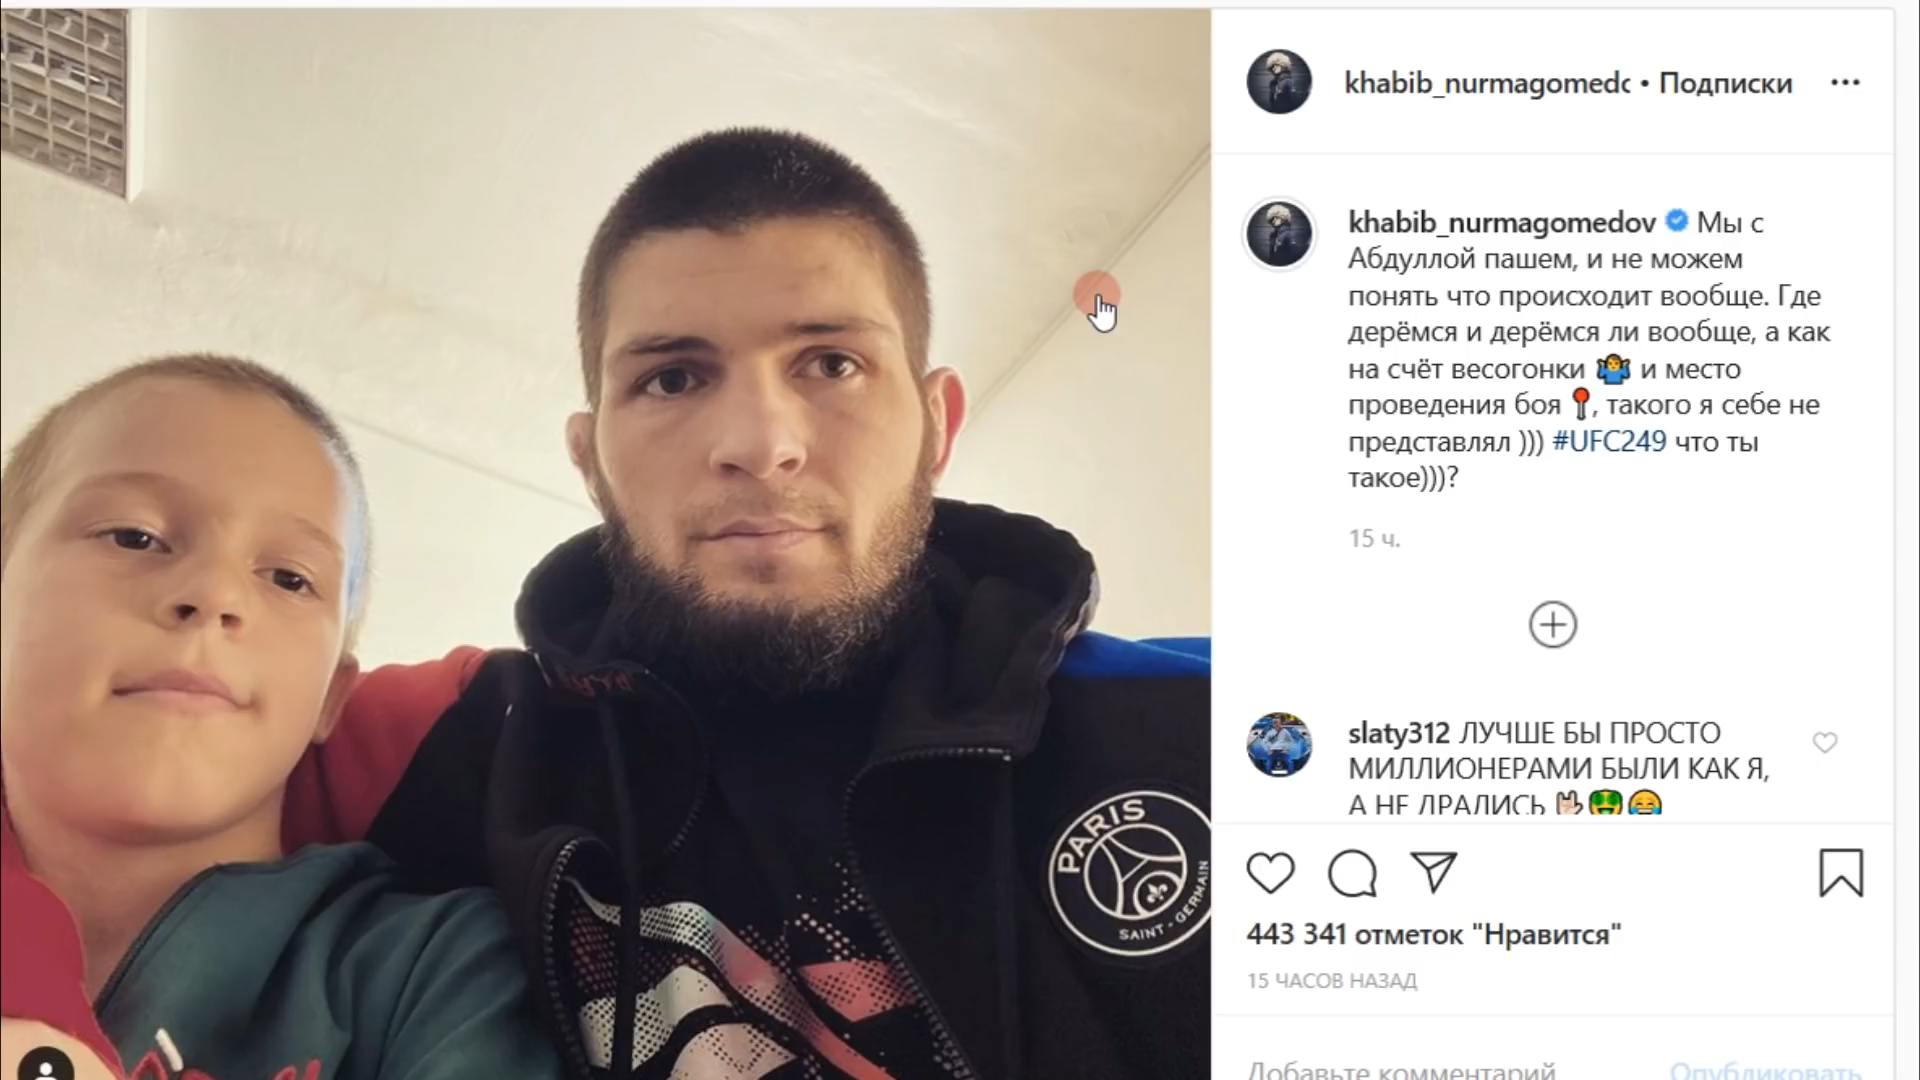 khabib_nurmagomedc • Подписки
khabib_nurmagomedov Мы с
Абдуллой пашем, и не можем
понять что происходит вообще. Где
дерёмся и дерёмся ли вообще, а как
на счёт весогонки 🤷‍♂️ и место
проведения боя 📍, такого я себе не
представлял ))) #UFC249 что ты
такое)))?
15 ч.
slaty312 ЛУЧШЕ БЫ ПРОСТО
МИЛЛИОНЕРАМИ БЫЛИ КАК Я,
А НЕ ДРАЛИСЬ 🤟🏻🤑😂
443 341 отметок "Нравится"
15 ЧАСОВ НАЗАД
Добавьте комментарий
Опубликовать
PARIS
SAINT-GERMAIN